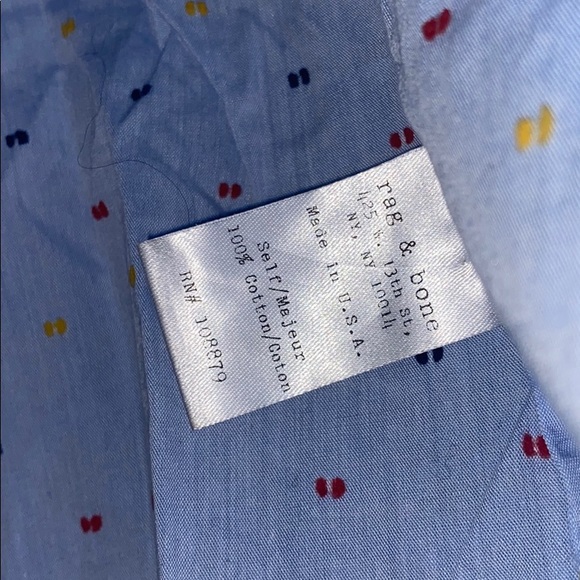 rag & bone
425 W. 13th st,
NY, NY 10014
Made in U.S.A.
Self/Majeur
100% Cotton/Coton
RN# 108879